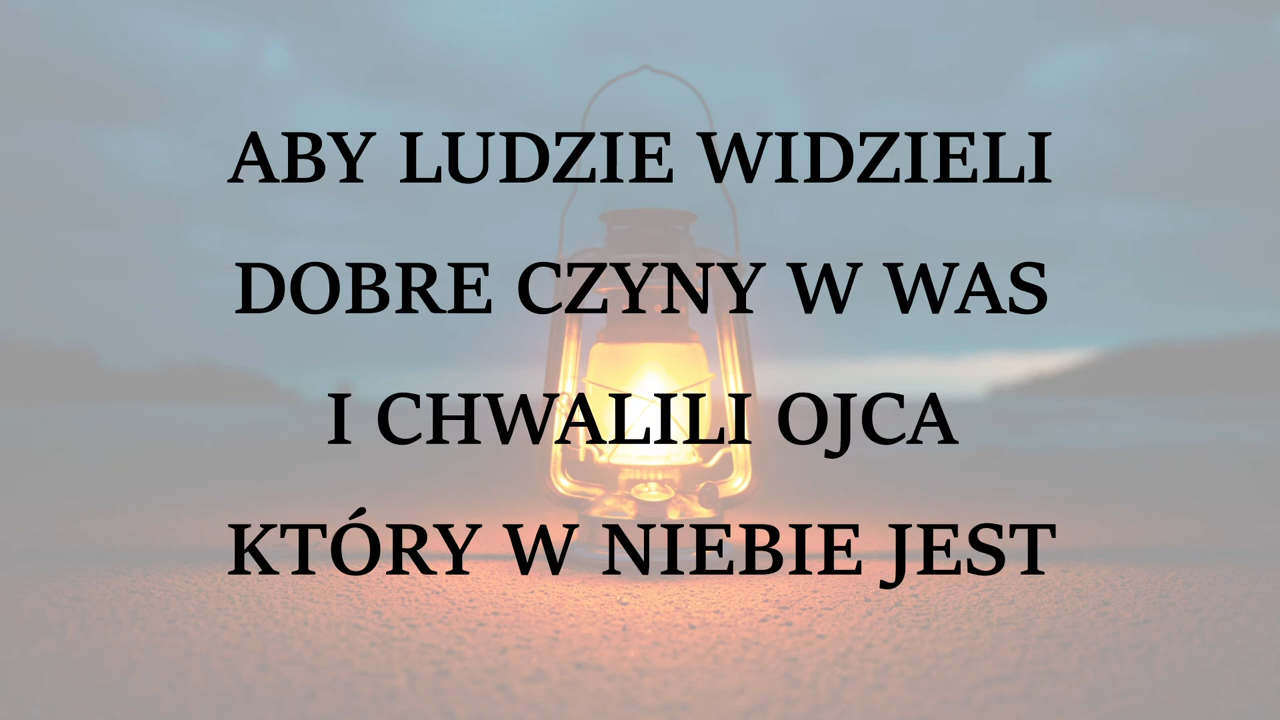 ABY LUDZIE WIDZIELI
DOBRE CZYNY W WAS
I CHWALILI OJCA
KTÓRY W NIEBIE JEST